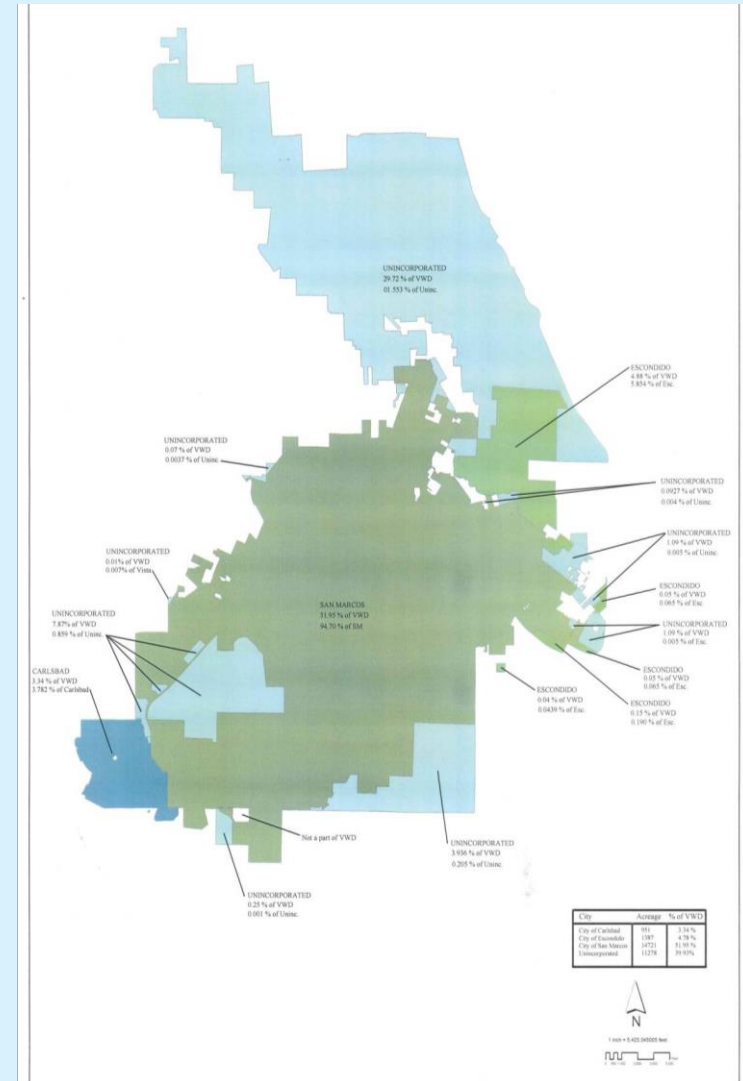 UNINCORPORATED
29.72 % of VWD
01.553 % of Uninc.
ESCONDIDO
4.88 % of VWD
5.854 % of Esc.
UNINCORPORATED
0.07 % of VWD
0.0037 % of Uninc
UNINCORPORATED
0.0927 % of VWD
0.004 % of Uninc.
UNINCORPORATED
1.09 % of VWD
0.005 % of Uninc
UNINCORPORATED
0.01% of VWD
0.007% of Vista
ESCONDIDO
0.05 % of VWD
0.065 % of Esc
SAN MARCOS
51.95 % of VWD
94.70 % of SM
UNINCORPORATED
7.87% of VWD
0.859 % of Uninc
UNINCORPORATED
1.09 % of VWD
0.005 % of Esc.
CARLSBAD
3.34 % of VWD
3.782 % of Carlsbad
ESCONDIDO
0.05 % of VWD
0.065 % of Esc.
ESCONDIDO
0.04 % of VWD
0.0439 % of Esc
ESCONDIDO
0.15 % of VWD
0.190 % of Esc.
Not a part of VWD
UNINCORPORATED
3.936 % of VWD
0.205 % of Uninc
UNINCORPORATED
0.25 % of VWD
0.001 % of Uninc.
City Acreage % of VWD
City of Carlsbad 951 3.34 %
City of Escondido 1387 4.78 %
City of San Marcos 14721 51.95 %
Unincorporated 11278 39.93%
N
1 inch =